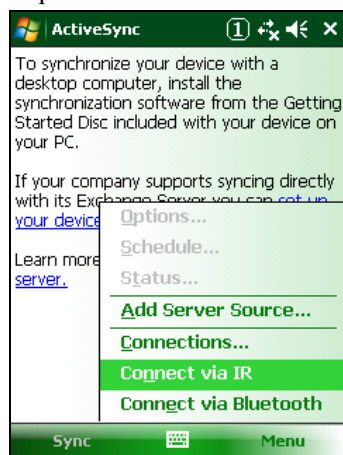 ActiveSync 1
To synchronize your device with a
desktop computer, install the
synchronization software from the Getting
Started Disc included with your device on
your PC.
If your company supports syncing directly
with its Exchange Server you can set up
your device
Options...
Schedule...
Learn more
Status...
server.
Add Server Source...
Connections...
Connect via IR
Connect via Bluetooth
Sync Menu